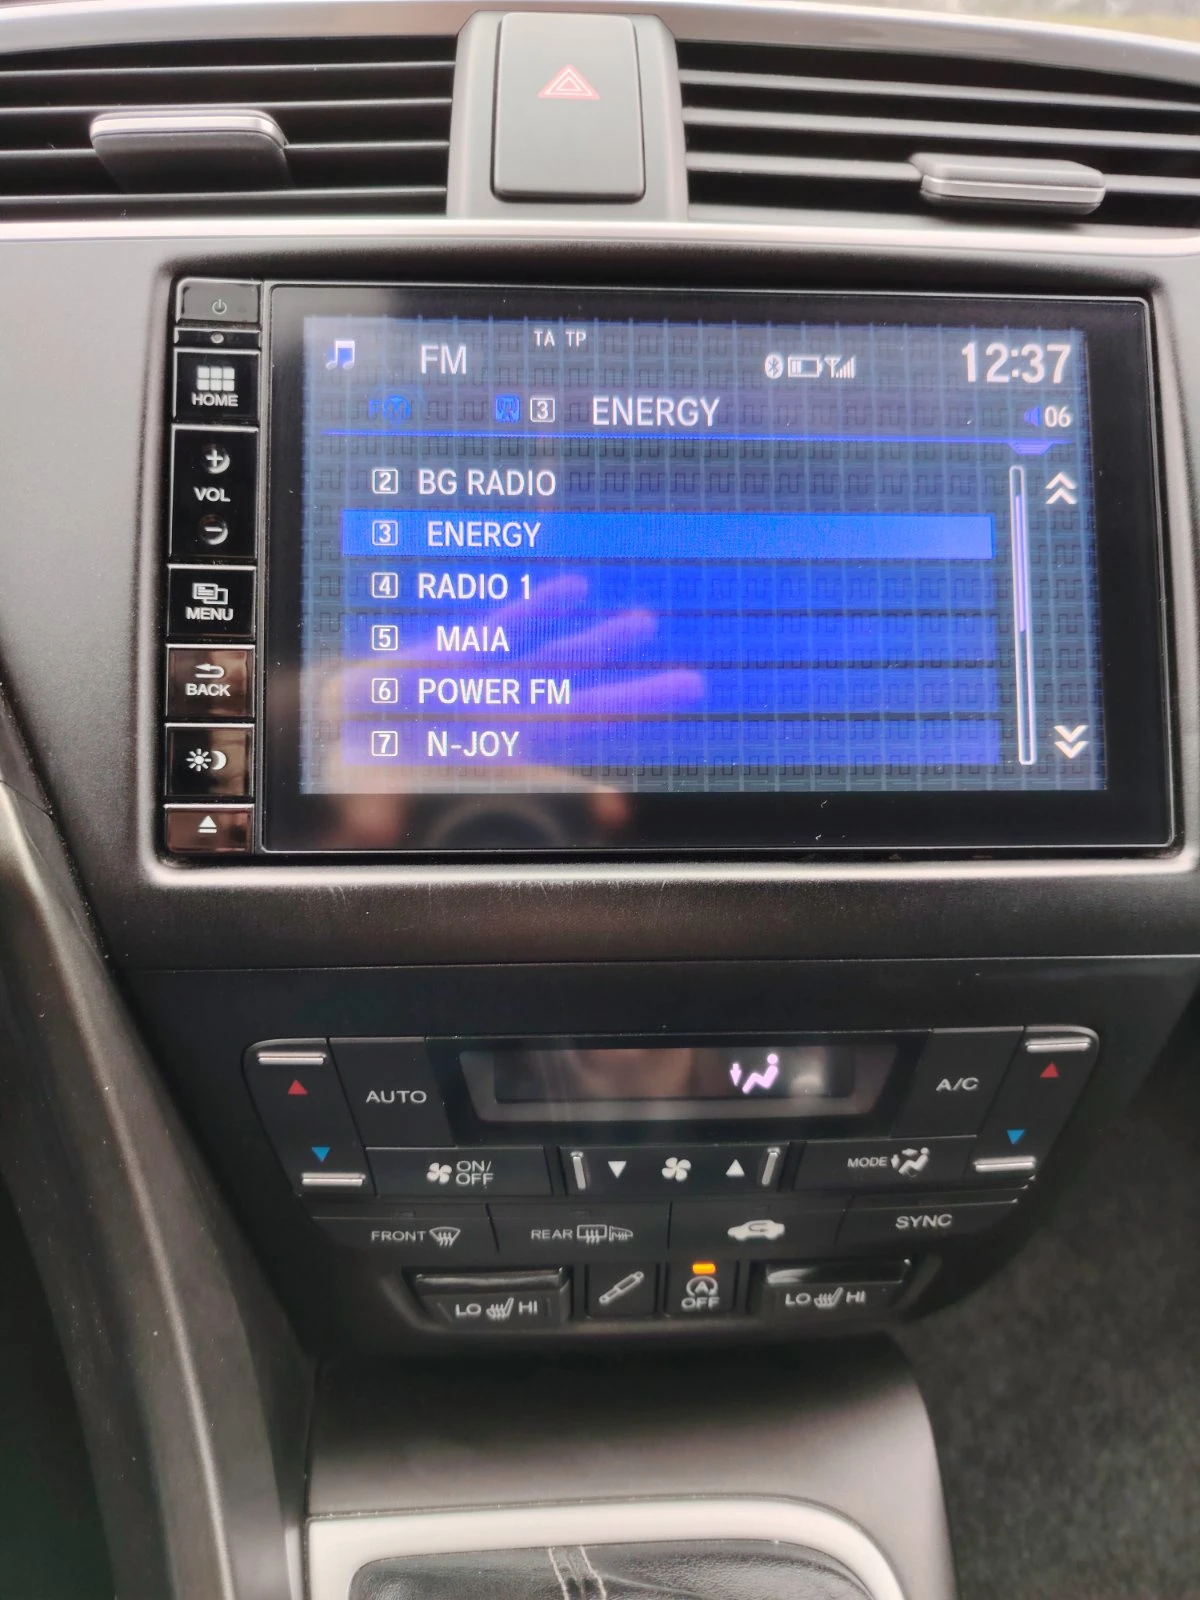 TA TP
FM
12:37
3 ENERGY
06
HOME
2 BG RADIO
+
VOL
-
3 ENERGY
4 RADIO 1
MENU
5 MAIA
BACK
6 POWER FM
7 N-JOY
AUTO
A/C
ON/
OFF
MODE
FRONT
REAR
SYNC
LO HI
A
OFF
LO HI